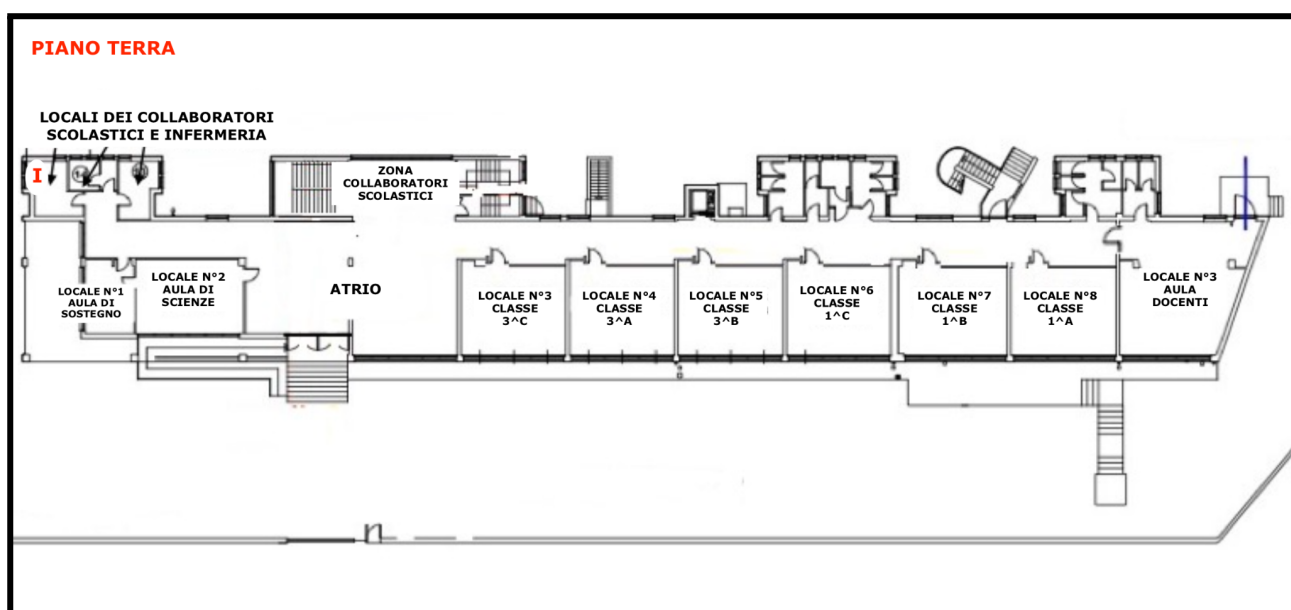 PIANO TERRA
LOCALI DEI COLLABORATORI
SCOLASTICI E INFERMERIA
I
ZONA
COLLABORATORI
SCOLASTICI
LOCALE N°1
AULA DI
SOSTEGNO
LOCALE N°2
AULA DI
SCIENZE
ATRIO
LOCALE N°3
CLASSE
3^C
LOCALE N°4
CLASSE
3^A
LOCALE N°5
CLASSE
3^B
LOCALE N°6
CLASSE
1^C
LOCALE N°7
CLASSE
1^B
LOCALE N°8
CLASSE
1^A
LOCALE N°3
AULA
DOCENTI